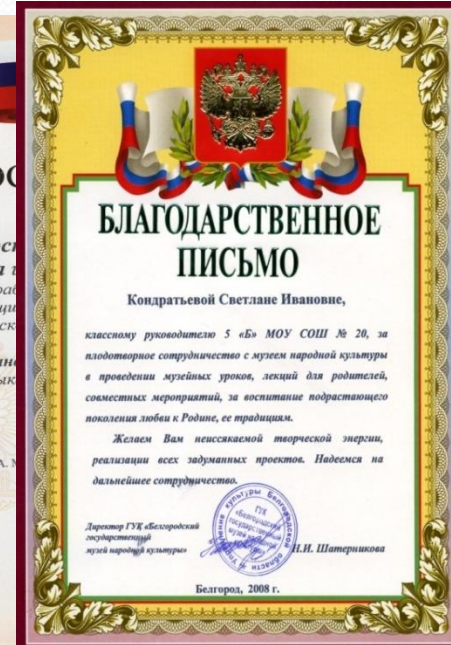 БЛАГОДАРСТВЕННОЕ
ПИСЬМО
Кондратьевой Светлане Ивановне,
классному руководителю 5 «Б» МОУ СОШ № 20, за
плодотворное сотрудничество с музеем народной культуры
в проведении музейных уроков, лекций для родителей,
совместных мероприятий, за воспитание подрастающего
поколения любви к Родине, ее традициям.
Желаем Вам неиссякаемой творческой энергии,
реализации всех задуманных проектов. Надеемся на
дальнейшее сотрудничество.
Директор ГУК «Белгородский
государственный
музей народной культуры»
Н.И. Шатерникова
Белгород, 2008 г.